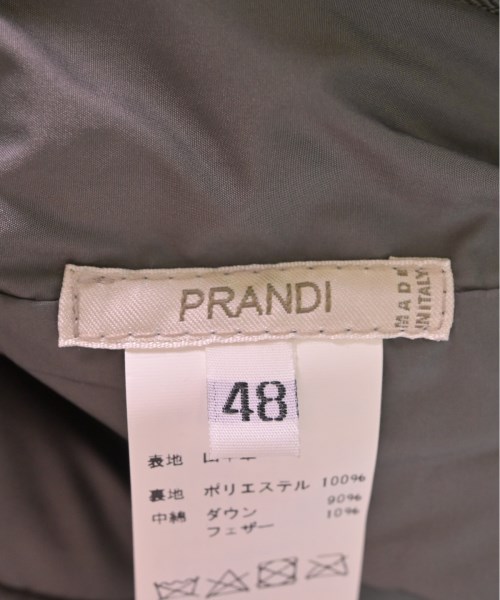 PRANDI
MADE
IN ITALY
48
表地
裏地 ポリエステル 100%
中綿 ダウン 90%
フェザー 10%